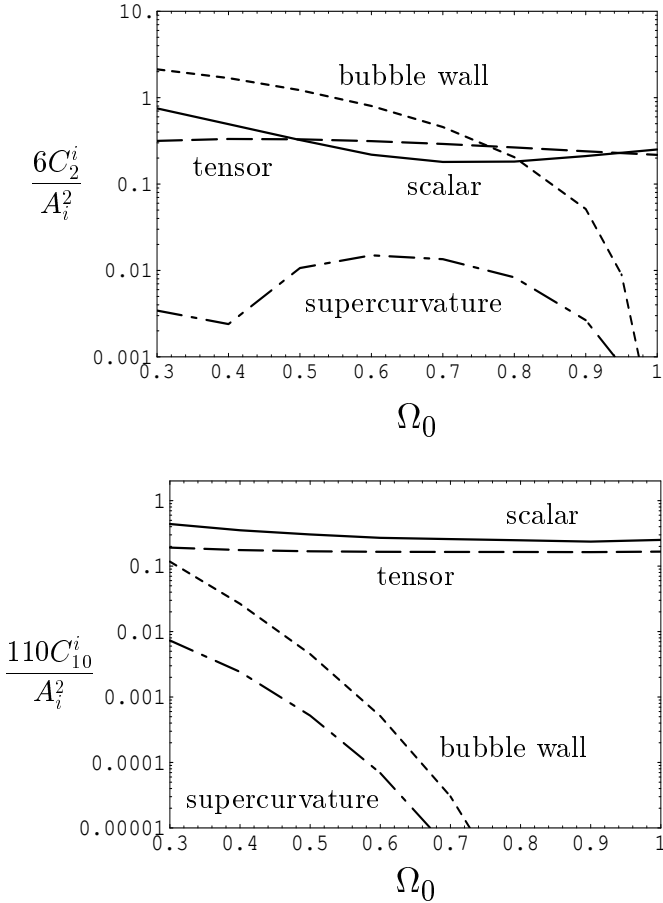 10.
1
0.1
0.01
0.001
6C_2^i
A_i^2
bubble wall
tensor
scalar
supercurvature
0.3 0.4 0.5 0.6 0.7 0.8 0.9 1
Ω_0
1
0.1
0.01
0.001
0.0001
0.00001
110C_{10}^i
A_i^2
scalar
tensor
bubble wall
supercurvature
0.3 0.4 0.5 0.6 0.7 0.8 0.9 1
Ω_0